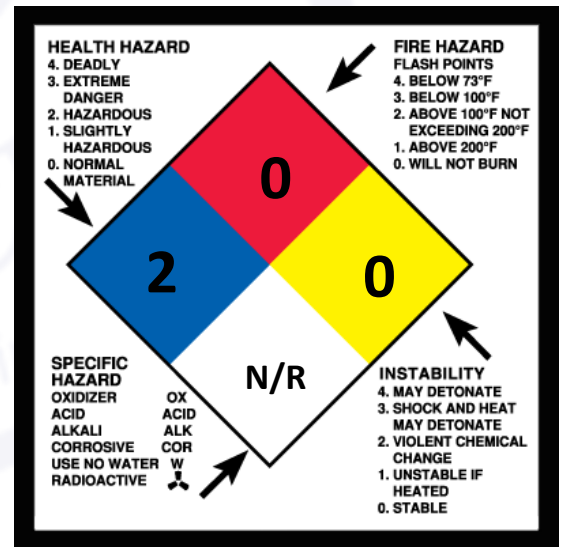 HEALTH HAZARD
4. DEADLY
3. EXTREME
DANGER
2. HAZARDOUS
1. SLIGHTLY
HAZARDOUS
0. NORMAL
MATERIAL
FIRE HAZARD
FLASH POINTS
4. BELOW 73°F
3. BELOW 100°F
2. ABOVE 100°F NOT
EXCEEDING 200°F
1. ABOVE 200°F
0. WILL NOT BURN
0
2
0
N/R
SPECIFIC
HAZARD
OXIDIZER OX
ACID ACID
ALKALI ALK
CORROSIVE COR
USE NO WATER W
RADIOACTIVE
INSTABILITY
4. MAY DETONATE
3. SHOCK AND HEAT
MAY DETONATE
2. VIOLENT CHEMICAL
CHANGE
1. UNSTABLE IF
HEATED
0. STABLE